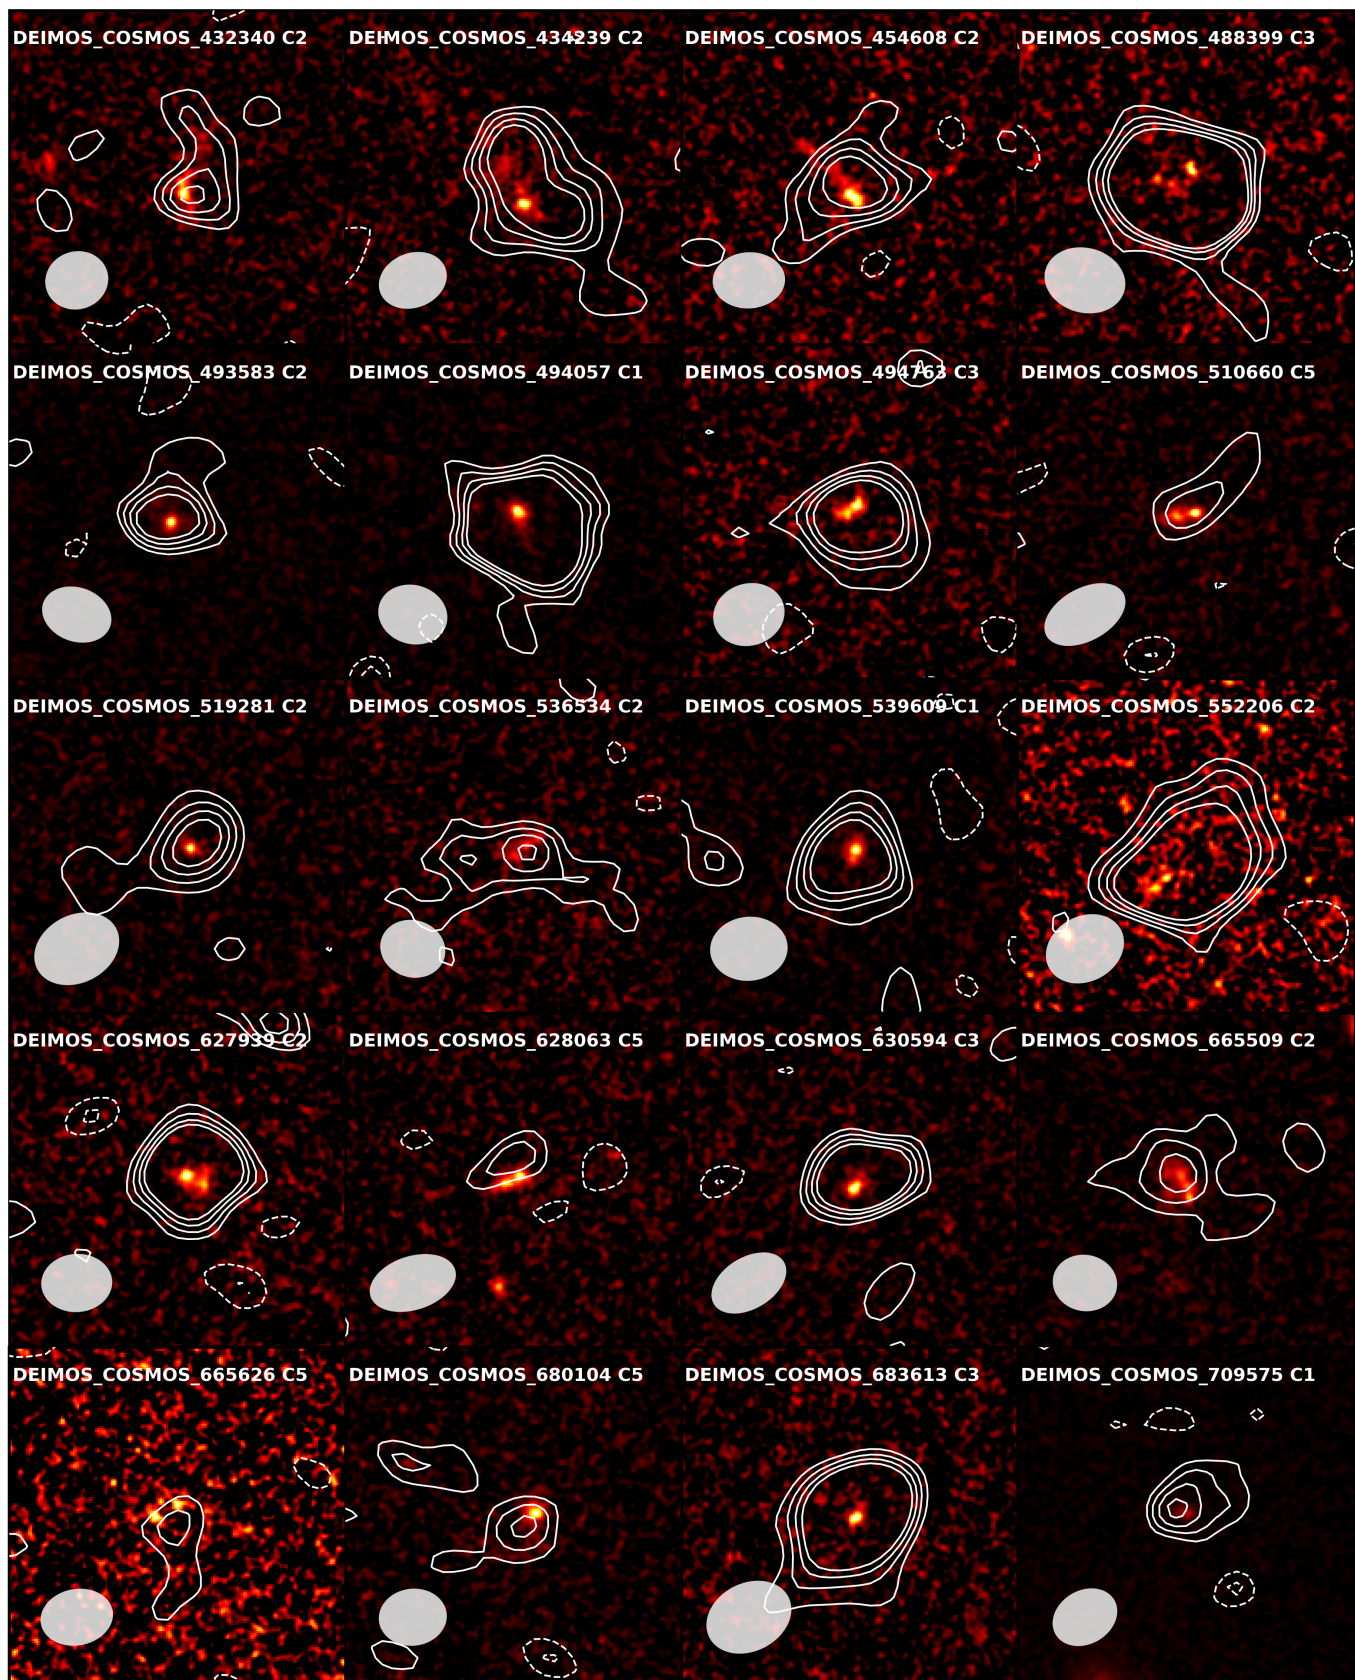 DEIMOS_COSMOS_432340 C2
DEIMOS_COSMOS_434239 C2
DEIMOS_COSMOS_454608 C2
DEIMOS_COSMOS_488399 C3
DEIMOS_COSMOS_493583 C2
DEIMOS_COSMOS_494057 C1
DEIMOS_COSMOS_494763 C3
DEIMOS_COSMOS_510660 C5
DEIMOS_COSMOS_519281 C2
DEIMOS_COSMOS_536534 C2
DEIMOS_COSMOS_539609 C1
DEIMOS_COSMOS_552206 C2
DEIMOS_COSMOS_627939 C2
DEIMOS_COSMOS_628063 C5
DEIMOS_COSMOS_630594 C3
DEIMOS_COSMOS_665509 C2
DEIMOS_COSMOS_665626 C5
DEIMOS_COSMOS_680104 C5
DEIMOS_COSMOS_683613 C3
DEIMOS_COSMOS_709575 C1